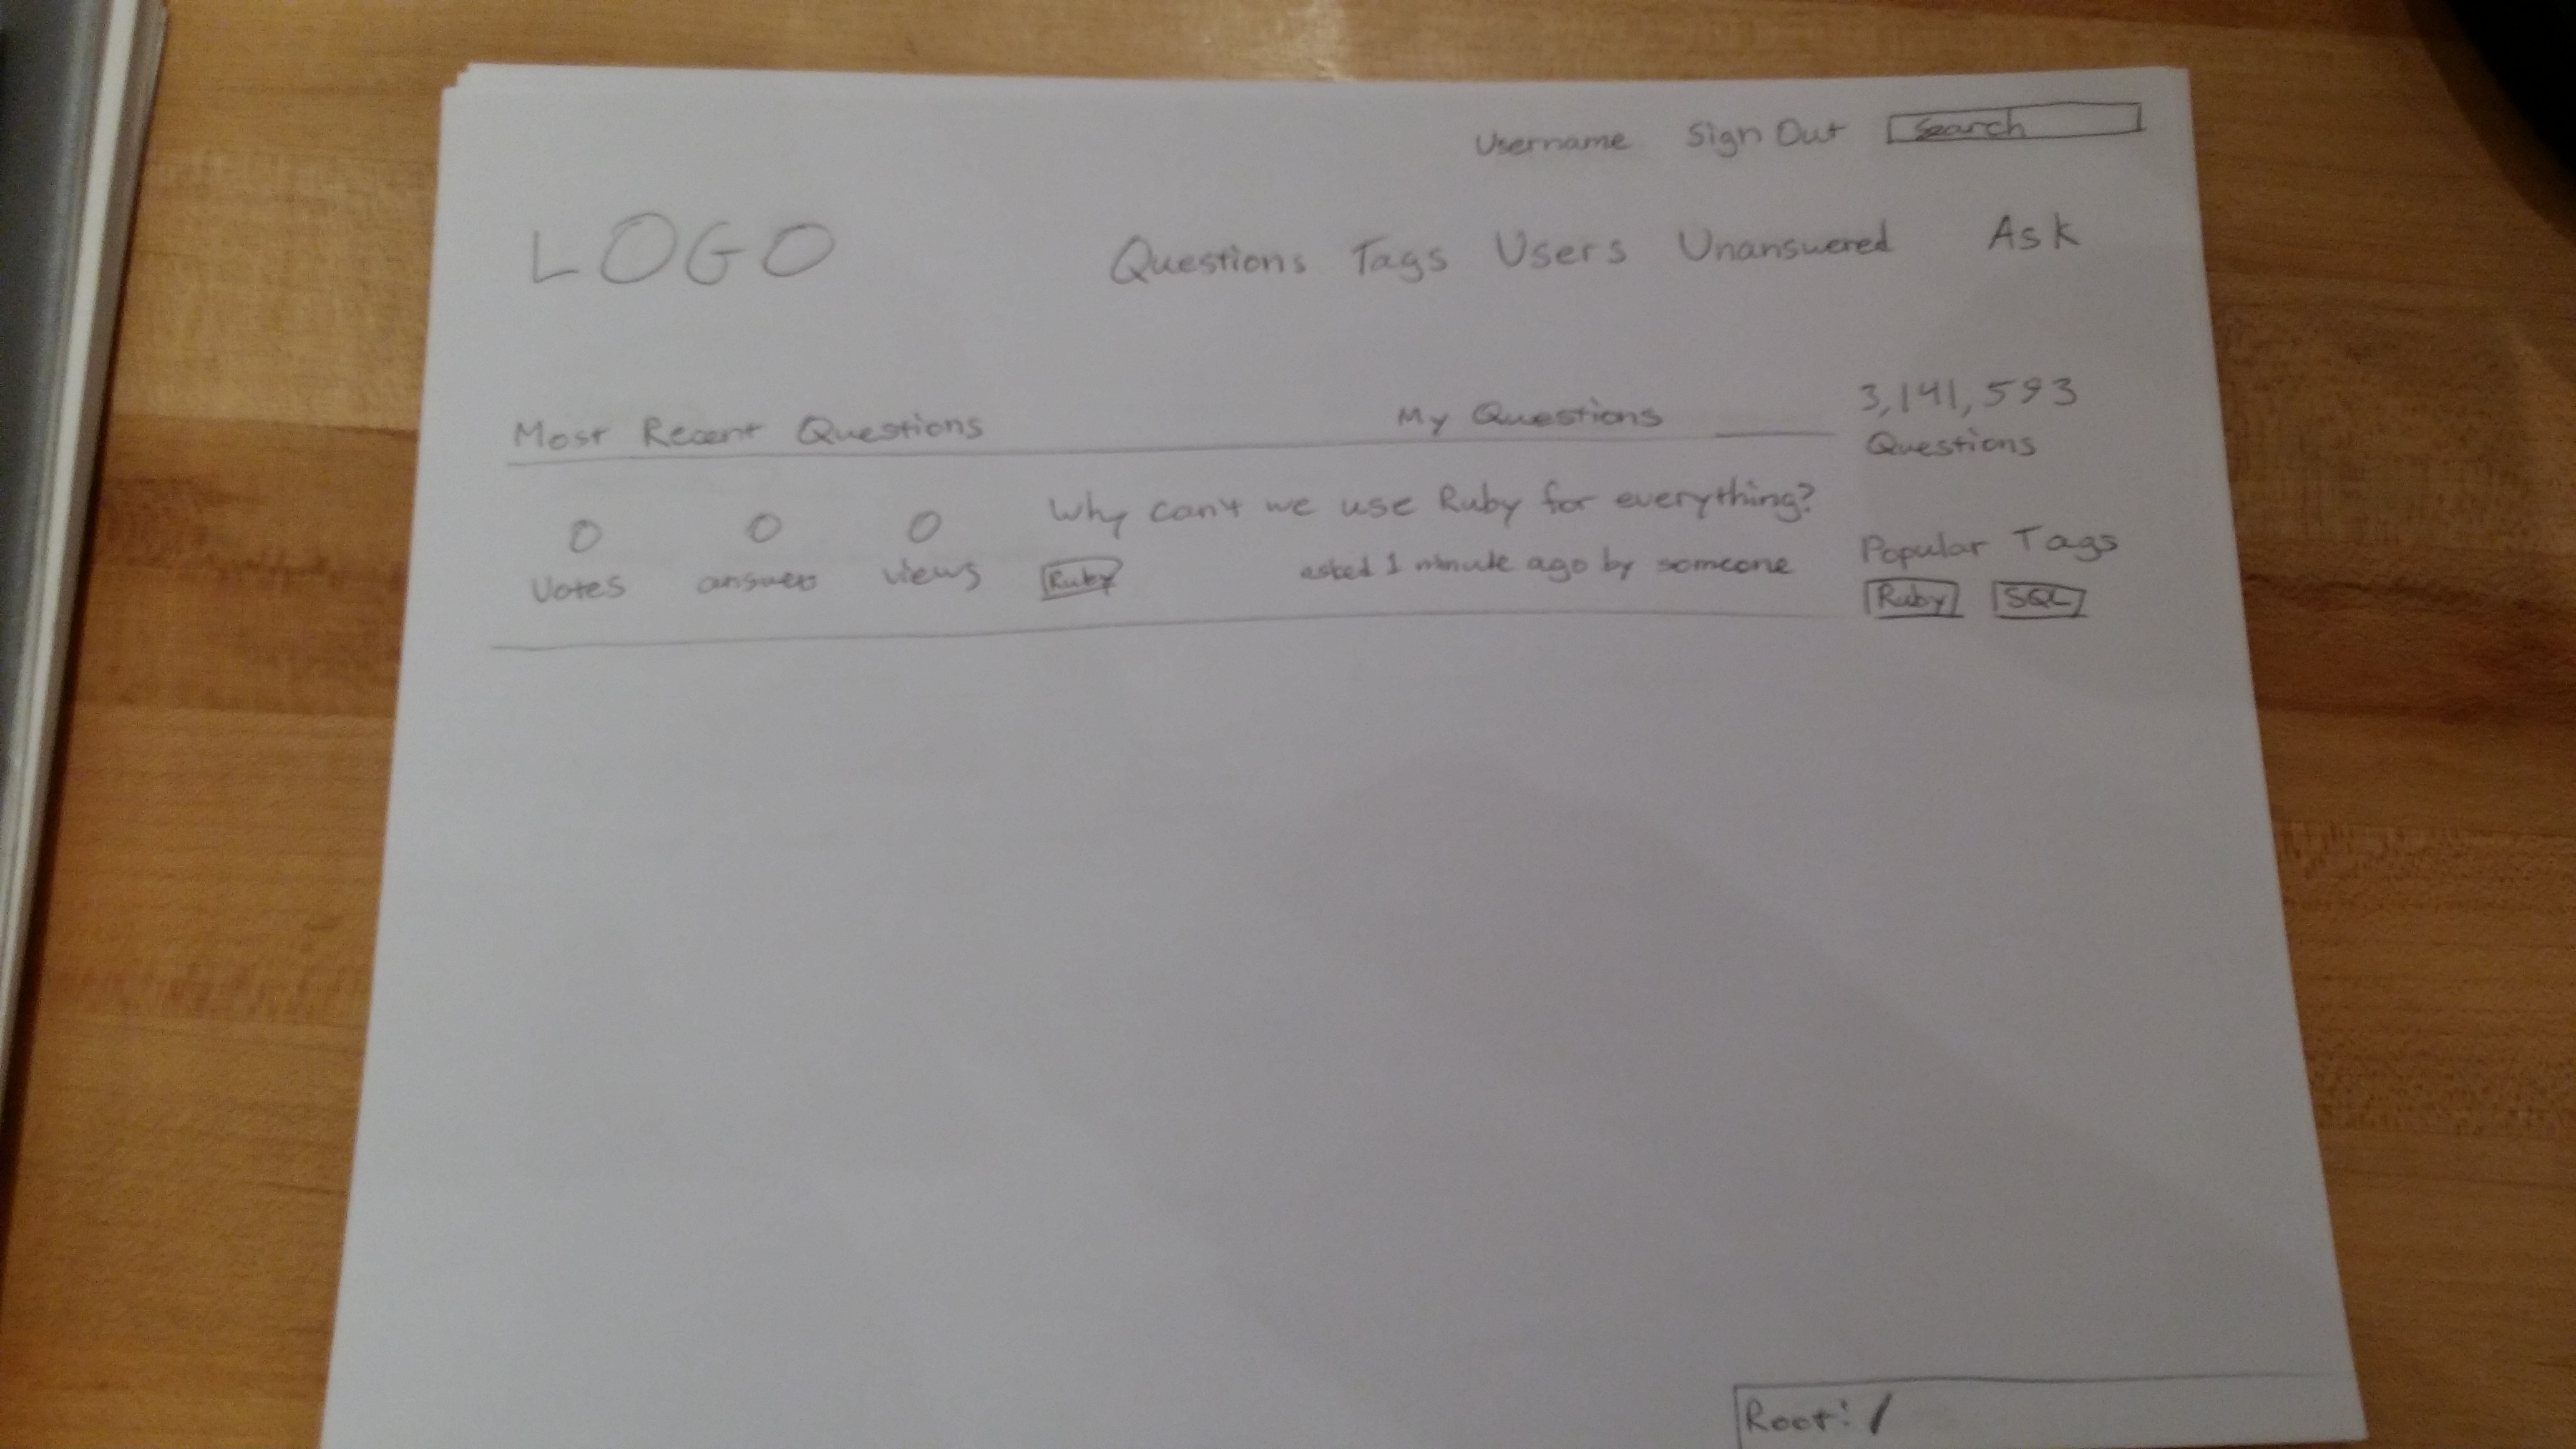 Username Sign Out Search
LOGO Questions Tags Users Unanswered Ask
Most Recent Questions My Questions
3,141,593
Questions
0 0 0 Why can't we use Ruby for everything?
Votes answers views Ruby asked 1 minute ago by someone
Popular Tags
Ruby SQL
Root: /